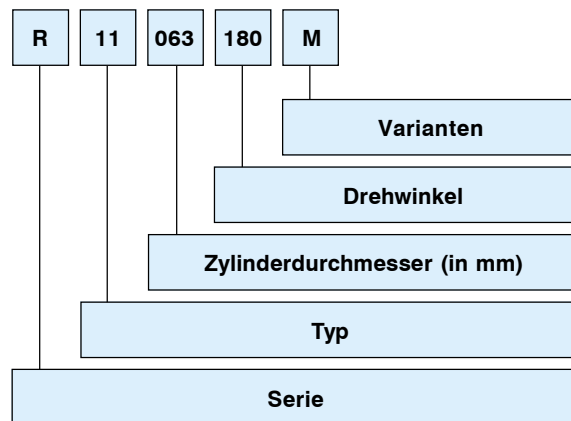 R 11 063 180 M
Varianten
Drehwinkel
Zylinderdurchmesser (in mm)
Typ
Serie